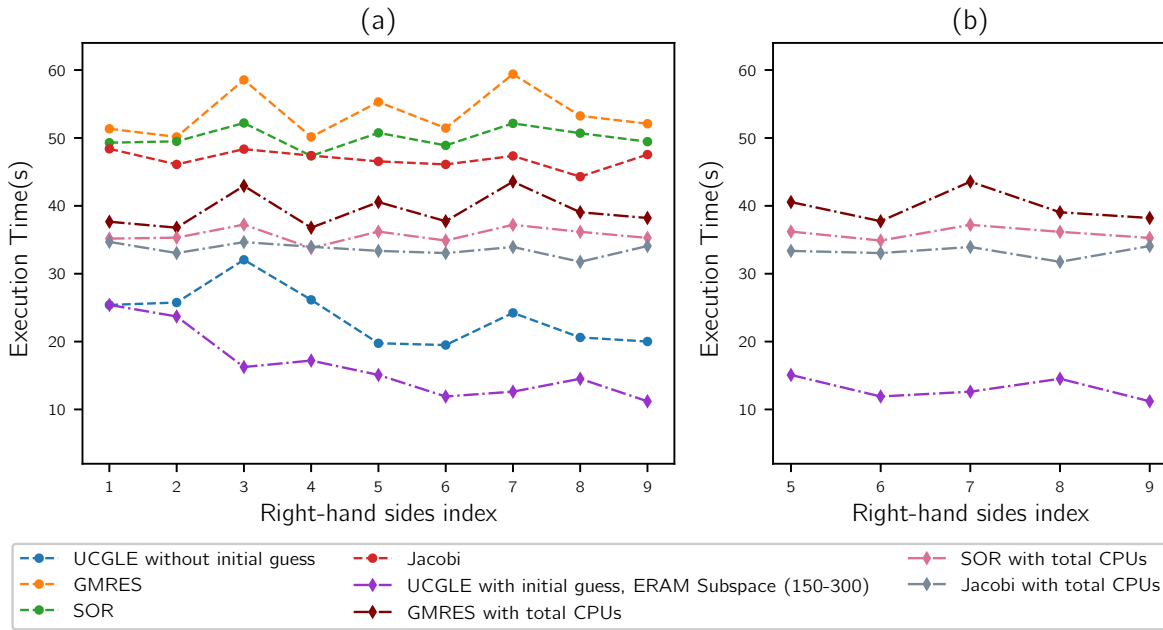 (a)
(b)
Execution Time(s)
60
50
40
30
20
10
1 2 3 4 5 6 7 8 9
Right-hand sides index
Execution Time(s)
60
50
40
30
20
10
5 6 7 8 9
Right-hand sides index
UCGLE without initial guess
GMRES
SOR
Jacobi
UCGLE with initial guess, ERAM Subspace (150-300)
GMRES with total CPUs
SOR with total CPUs
Jacobi with total CPUs